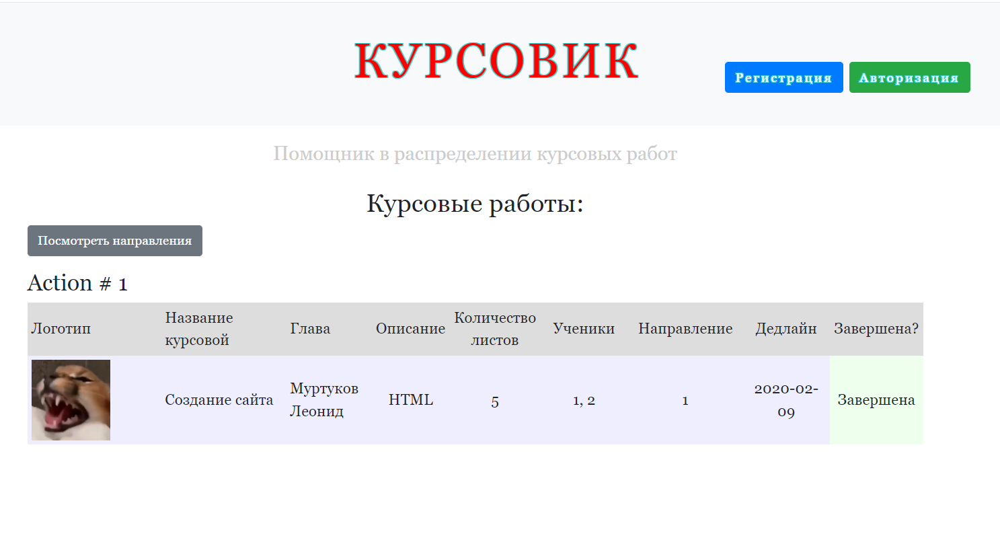 КУРСОВИК
Регистрация Авторизация
Помощник в распределении курсовых работ
Курсовые работы:
Посмотреть направления
Action # 1
Логотип
Название
курсовой
Глава
Описание
Количество
листов
Ученики
Направление
Дедлайн
Завершена?
Создание сайта
Муртуков
Леонид
HTML
5
1, 2
1
2020-02-
09
Завершена